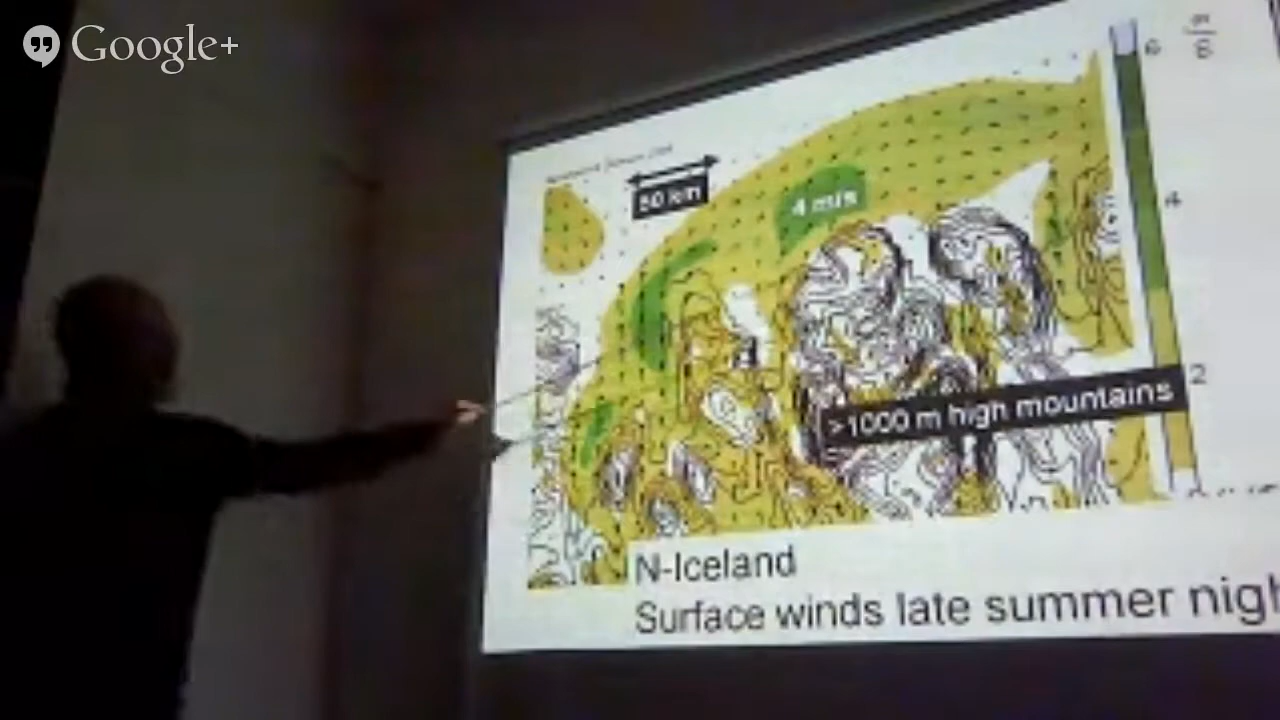 Google+
50 km
4 m/s
6
m
s
4
2
>1000 m high mountains
N-Iceland
Surface winds late summer nigh